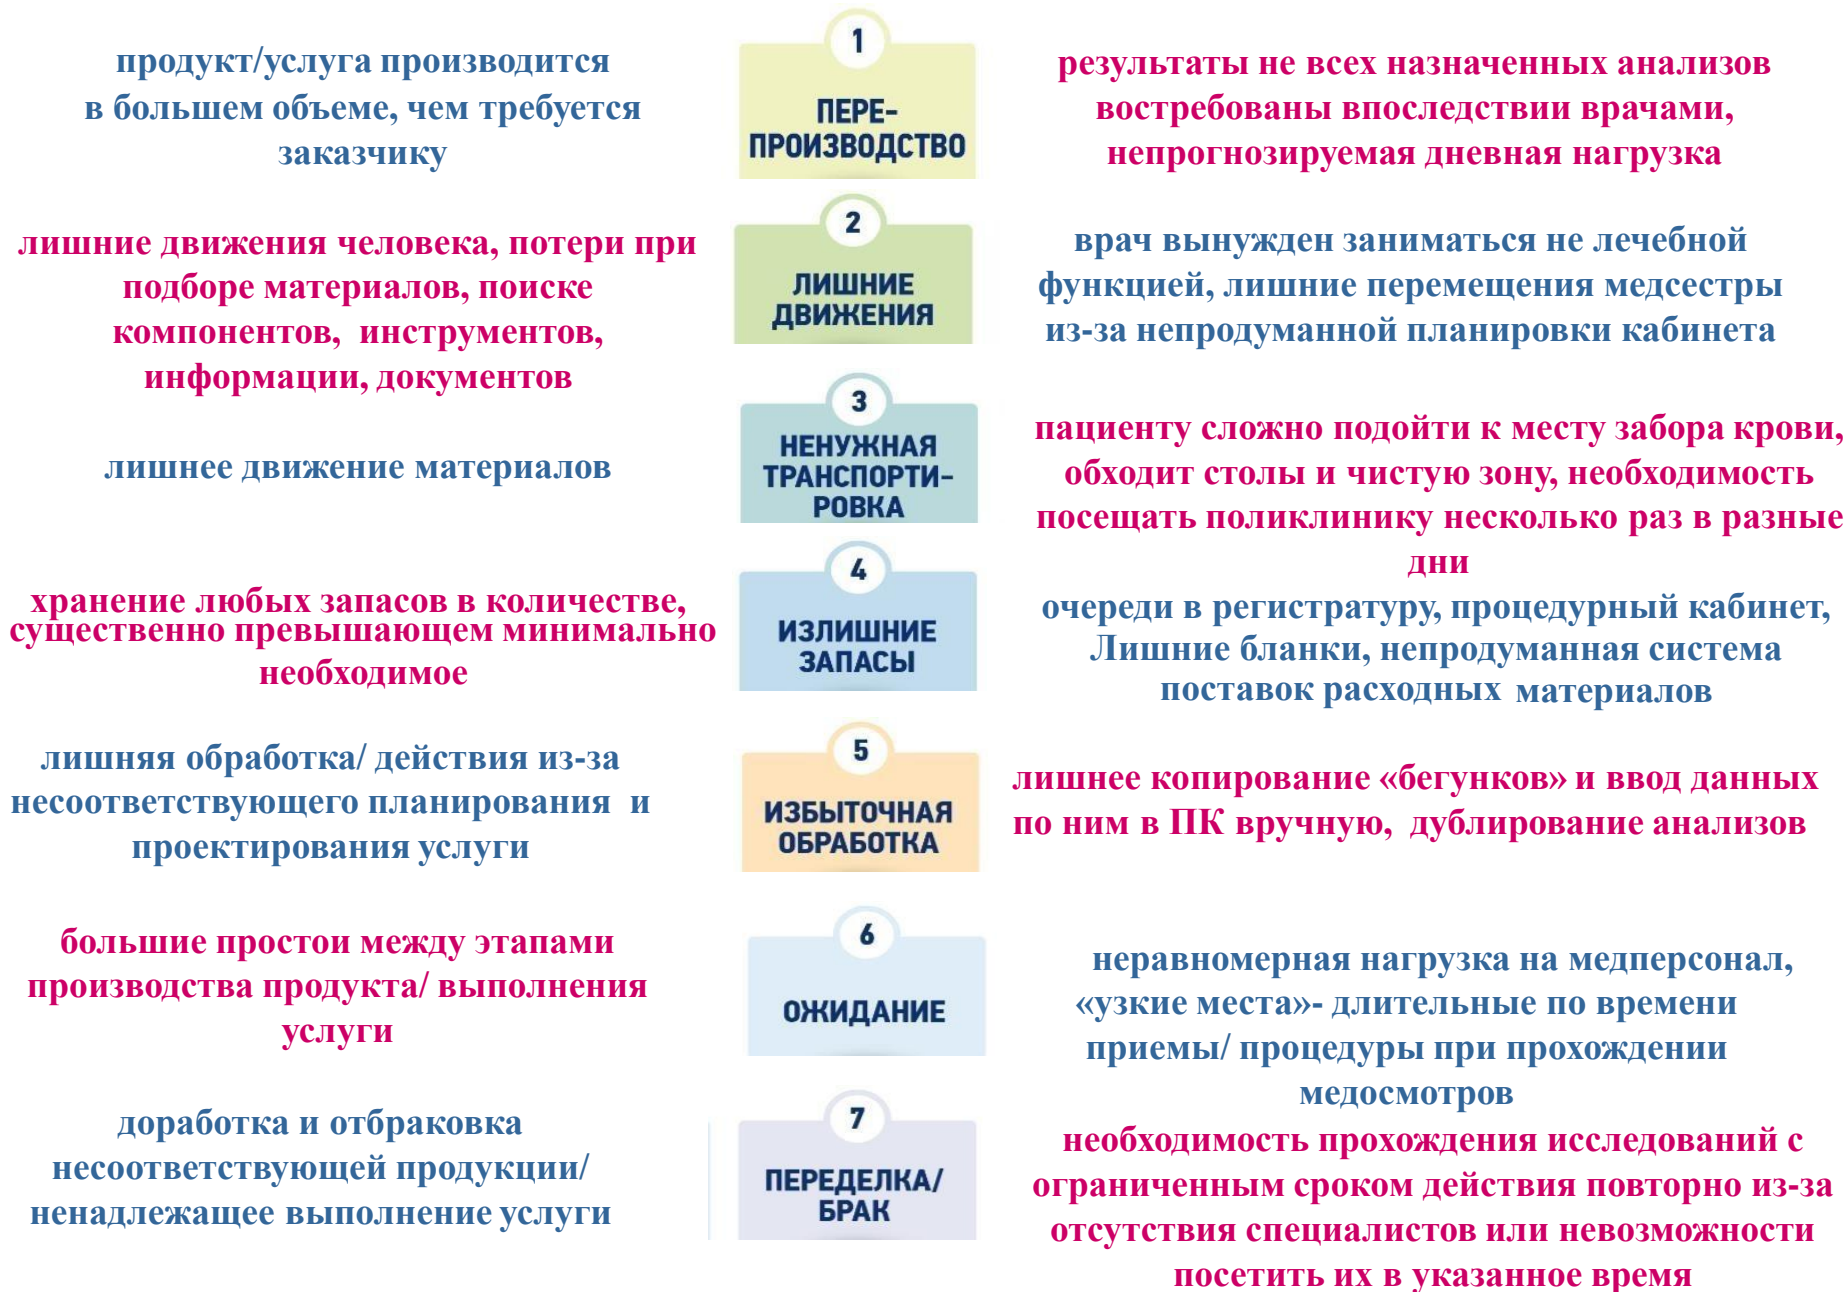 продукт/услуга производится
в большем объеме, чем требуется
заказчику
1
ПЕРЕ-
ПРОИЗВОДСТВО
результаты не всех назначенных анализов
востребованы впоследствии врачами,
непрогнозируемая дневная нагрузка
лишние движения человека, потери при
подборе материалов, поиске
компонентов, инструментов,
информации, документов
2
ЛИШНИЕ
ДВИЖЕНИЯ
врач вынужден заниматься не лечебной
функцией, лишние перемещения медсестры
из-за непродуманной планировки кабинета
лишнее движение материалов
3
НЕНУЖНАЯ
ТРАНСПОРТИ-
РОВКА
пациенту сложно подойти к месту забора крови,
обходит столы и чистую зону, необходимость
посещать поликлинику несколько раз в разные
дни
хранение любых запасов в количестве,
существенно превышающем минимально
необходимое
4
ИЗЛИШНИЕ
ЗАПАСЫ
очереди в регистратуру, процедурный кабинет,
Лишние бланки, непродуманная система
поставок расходных материалов
лишняя обработка/ действия из-за
несоответствующего планирования и
проектирования услуги
5
ИЗБЫТОЧНАЯ
ОБРАБОТКА
лишнее копирование «бегунков» и ввод данных
по ним в ПК вручную, дублирование анализов
большие простои между этапами
производства продукта/ выполнения
услуги
6
ОЖИДАНИЕ
неравномерная нагрузка на медперсонал,
«узкие места»- длительные по времени
приемы/ процедуры при прохождении
медосмотров
доработка и отбраковка
несоответствующей продукции/
ненадлежащее выполнение услуги
7
ПЕРЕДЕЛКА/
БРАК
необходимость прохождения исследований с
ограниченным сроком действия повторно из-за
отсутствия специалистов или невозможности
посетить их в указанное время